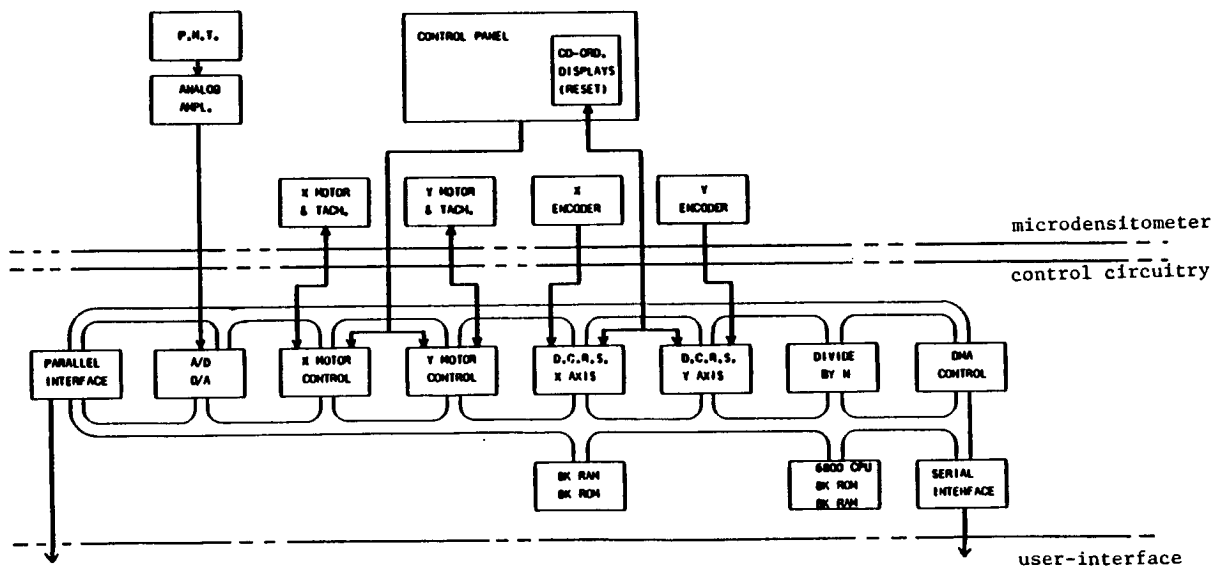 P.M.T.
ANALOG
AMPL.
CONTROL PANEL
CO-ORD.
DISPLAYS
(RESET)
X MOTOR
& TACH.
Y MOTOR
& TACH.
X
ENCODER
Y
ENCODER
microdensitometer
control circuitry
PARALLEL
INTERFACE
A/D
D/A
X MOTOR
CONTROL
Y MOTOR
CONTROL
D.C.R.S.
X AXIS
D.C.R.S.
Y AXIS
DIVIDE
BY N
DMA
CONTROL
8K RAM
8K ROM
6800 CPU
8K ROM
8K RAM
SERIAL
INTERFACE
user-interface